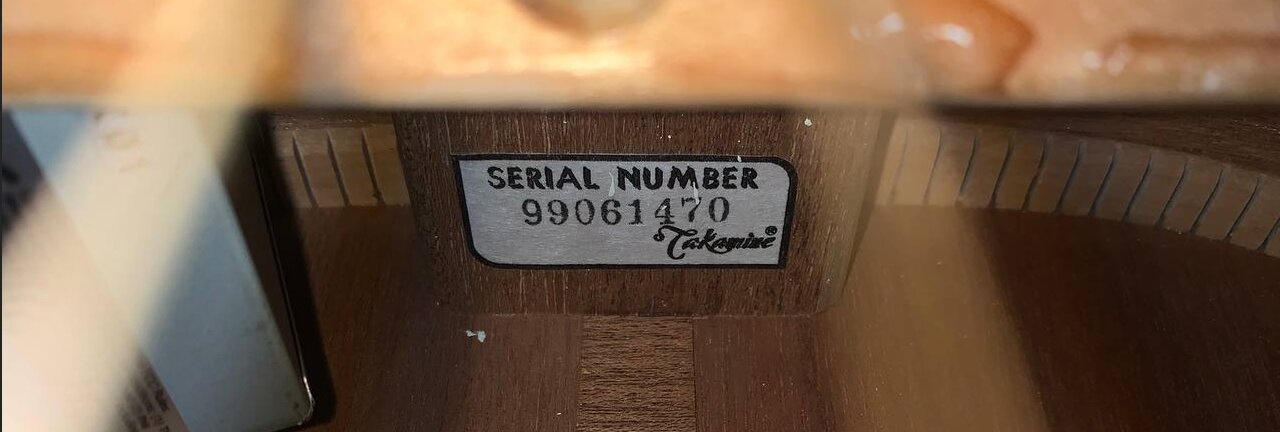 SERIAL NUMBER
99061470
Takamine®